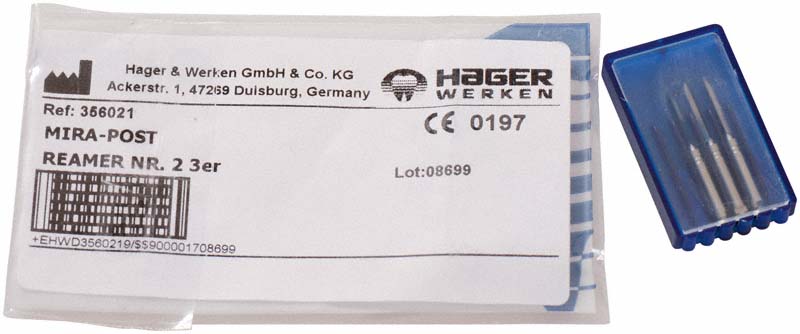 Hager & Werken GmbH & Co. KG
Ackerstr. 1, 47269 Duisburg, Germany
HAGER
WERKEN
Ref: 356021
MIRA-POST
REAMER NR. 2 3er
CE 0197
Lot:08699
+EHWD3560219/$S900001708699